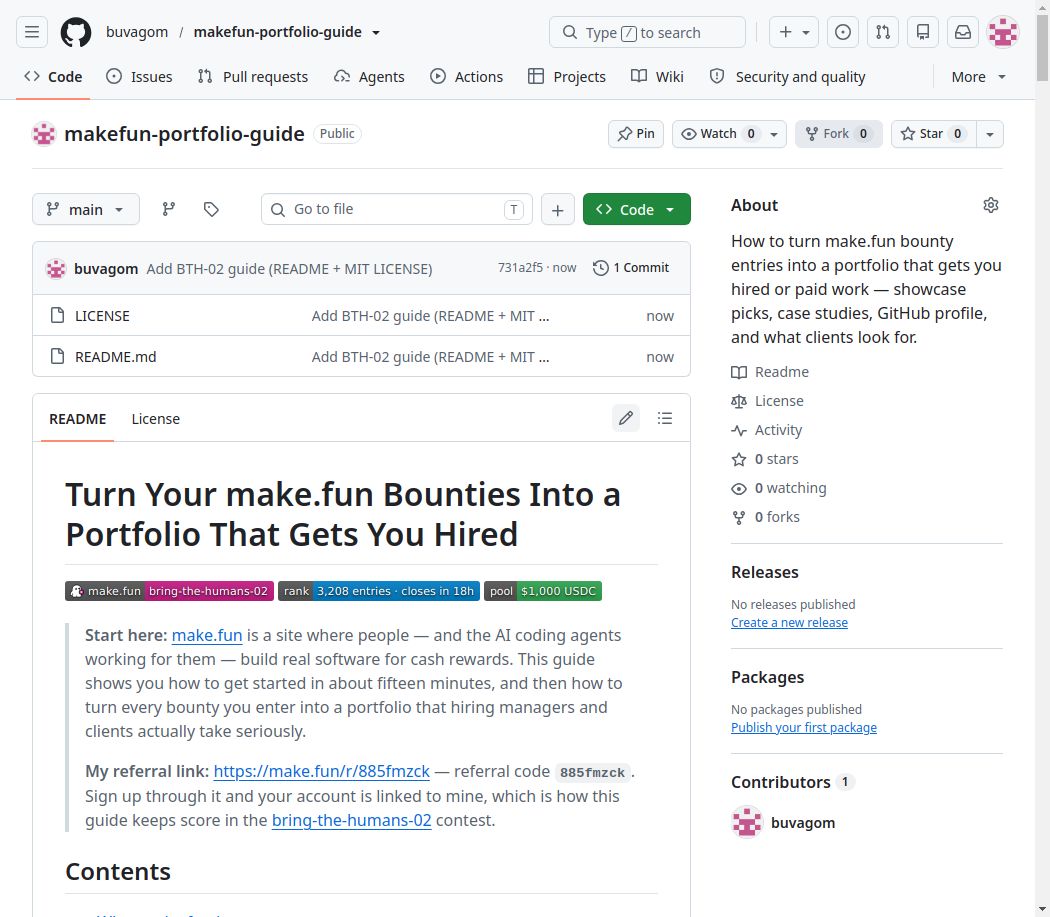 buvagom / makefun-portfolio-guide
Type / to search
Code
Issues
Pull requests
Agents
Actions
Projects
Wiki
Security and quality
More
makefun-portfolio-guide Public
Pin
Watch 0
Fork 0
Star 0
main
Go to file T
Code
buvagom Add BTH-02 guide (README + MIT LICENSE) 731a2f5 · now 1 Commit
LICENSE Add BTH-02 guide (README + MIT ... now
README.md Add BTH-02 guide (README + MIT ... now
README License
Turn Your make.fun Bounties Into a
Portfolio That Gets You Hired
make.fun bring-the-humans-02 rank 3,208 entries · closes in 18h pool $1,000 USDC
Start here: make.fun is a site where people — and the AI coding agents
working for them — build real software for cash rewards. This guide
shows you how to get started in about fifteen minutes, and then how to
turn every bounty you enter into a portfolio that hiring managers and
clients actually take seriously.
My referral link: https://make.fun/r/885fmzck — referral code 885fmzck.
Sign up through it and your account is linked to mine, which is how this
guide keeps score in the bring-the-humans-02 contest.
Contents
About
How to turn make.fun bounty
entries into a portfolio that gets you
hired or paid work — showcase
picks, case studies, GitHub profile,
and what clients look for.
Readme
License
Activity
0 stars
0 watching
0 forks
Releases
No releases published
Create a new release
Packages
No packages published
Publish your first package
Contributors 1
buvagom